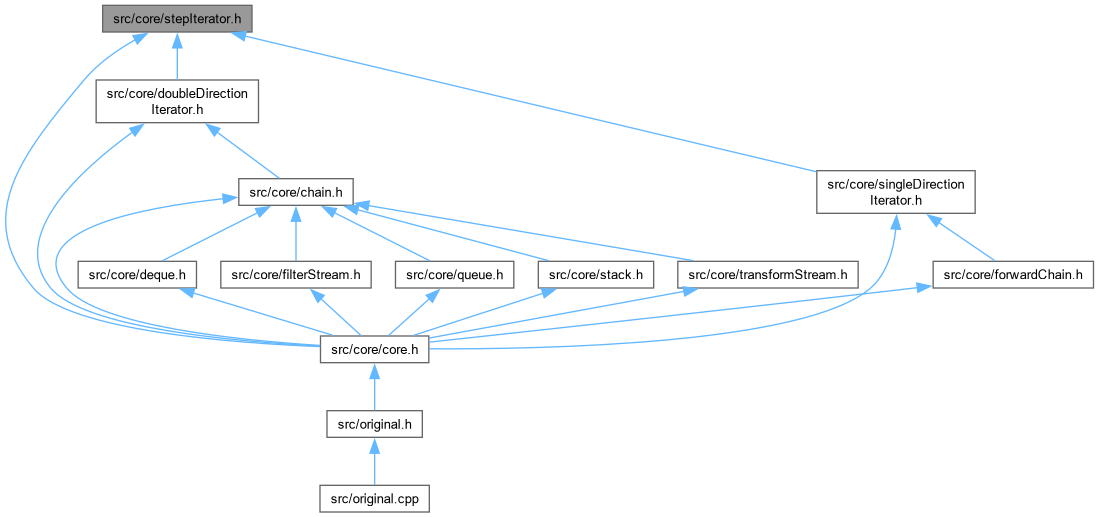 src/core/stepIterator.h
src/core/doubleDirection
Iterator.h
src/core/chain.h
src/core/singleDirection
Iterator.h
src/core/deque.h
src/core/filterStream.h
src/core/queue.h
src/core/stack.h
src/core/transformStream.h
src/core/forwardChain.h
src/core/core.h
src/original.h
src/original.cpp